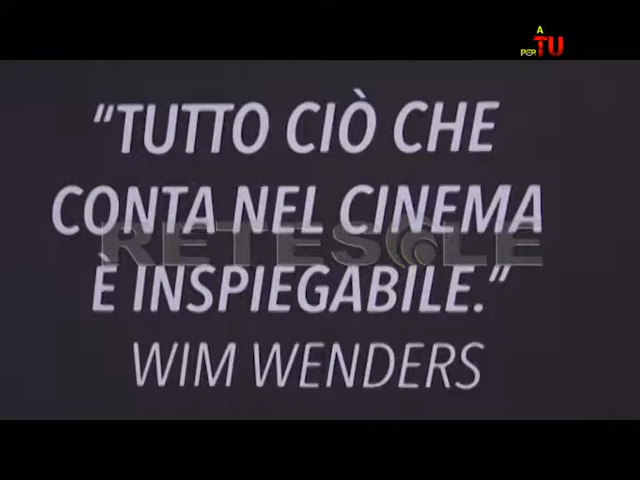 A
PER TU
“TUTTO CIÒ CHE
CONTA NEL CINEMA
RETESOLE
È INSPIEGABILE.”
WIM WENDERS